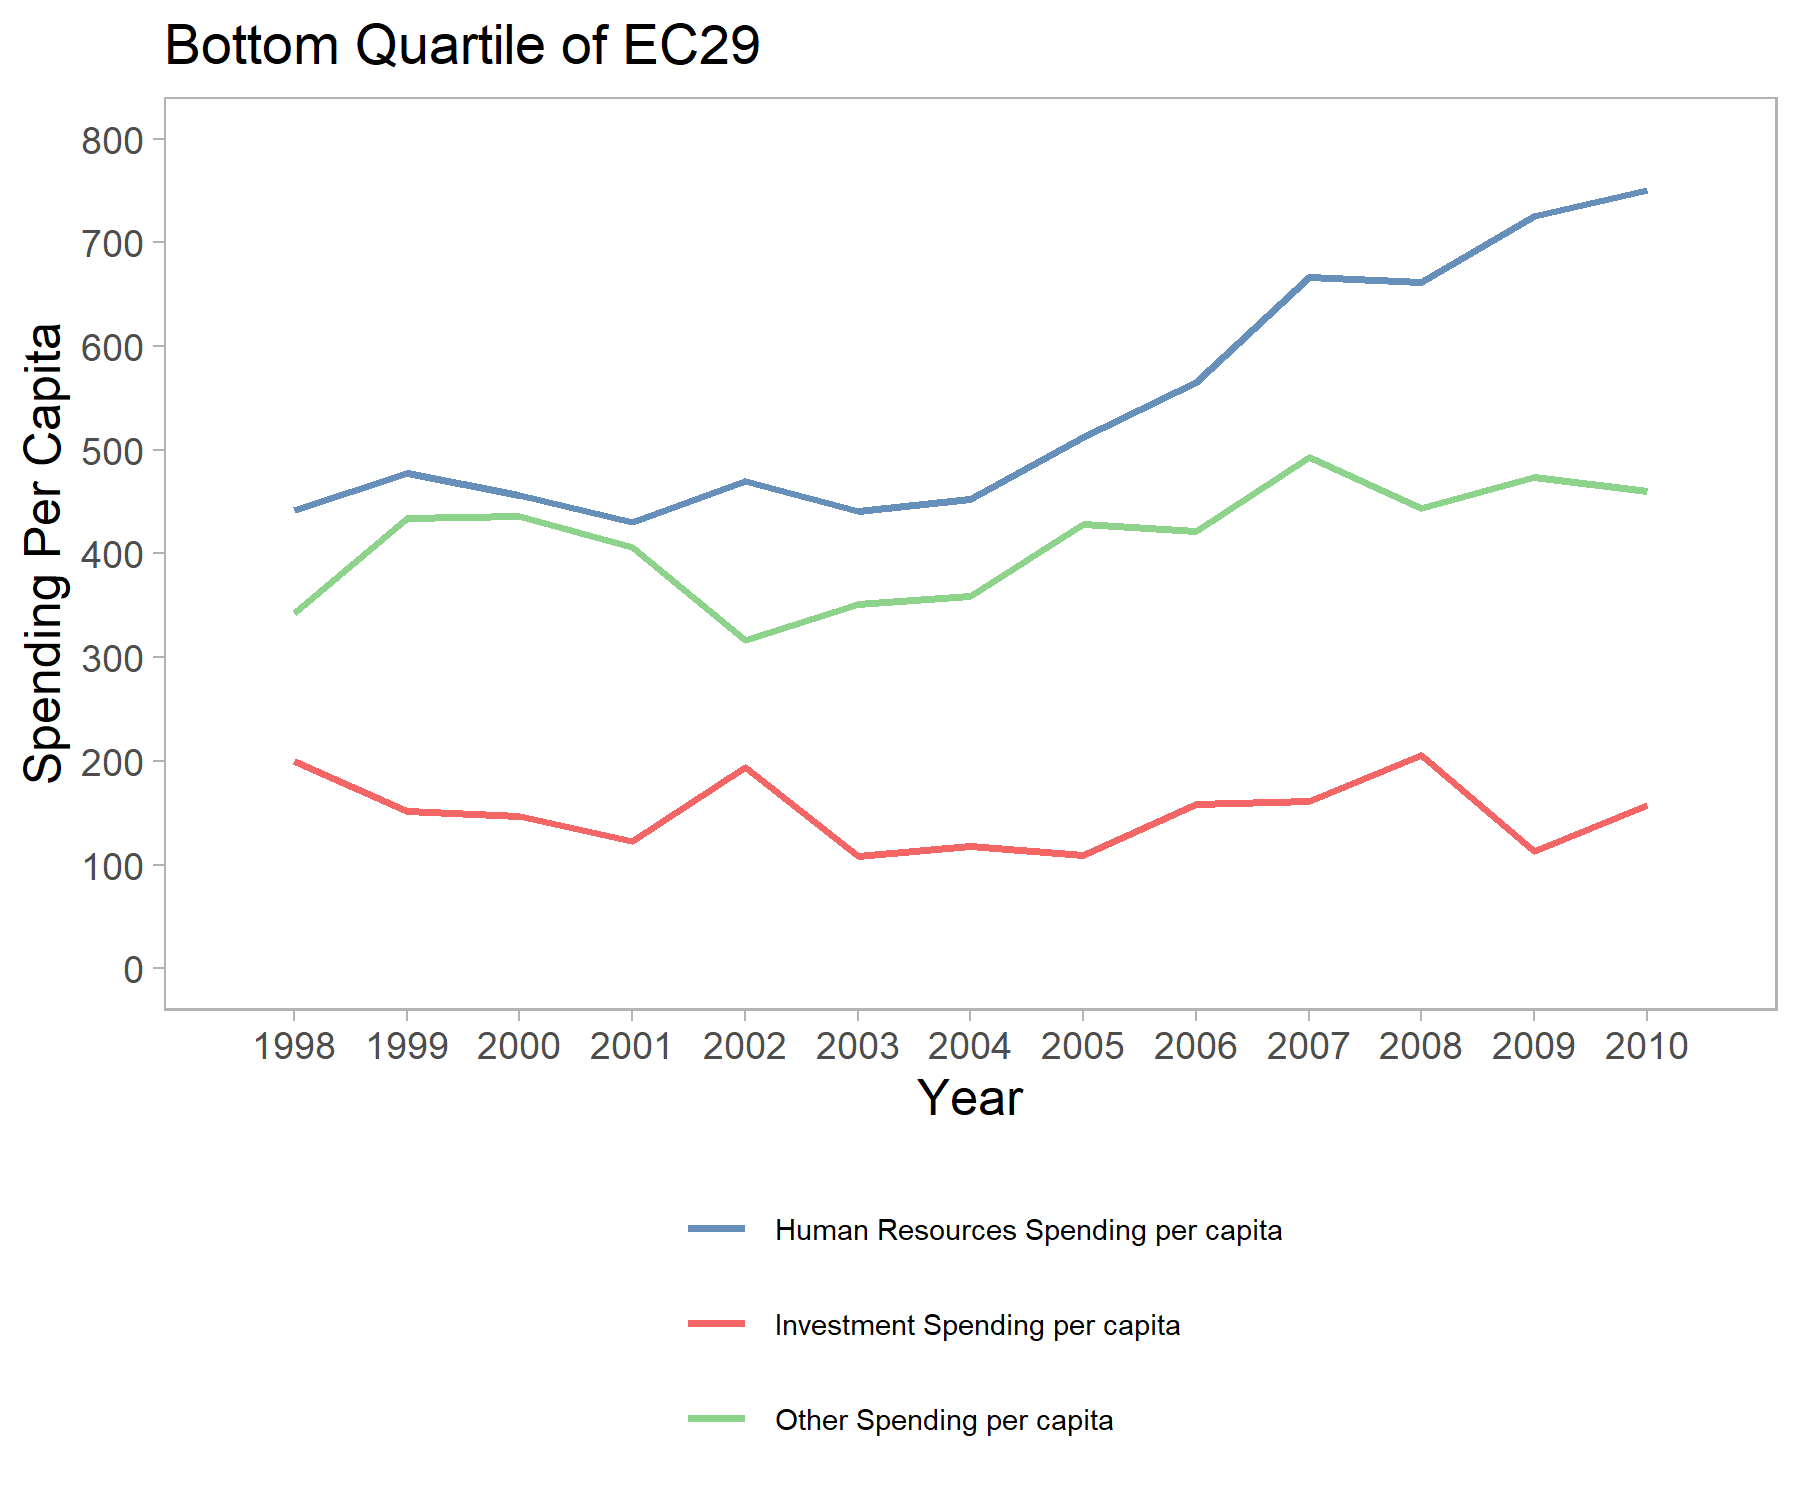 Bottom Quartile of EC29
Spending Per Capita
800
700
600
500
400
300
200
100
0
1998 1999 2000 2001 2002 2003 2004 2005 2006 2007 2008 2009 2010
Year
Human Resources Spending per capita
Investment Spending per capita
Other Spending per capita